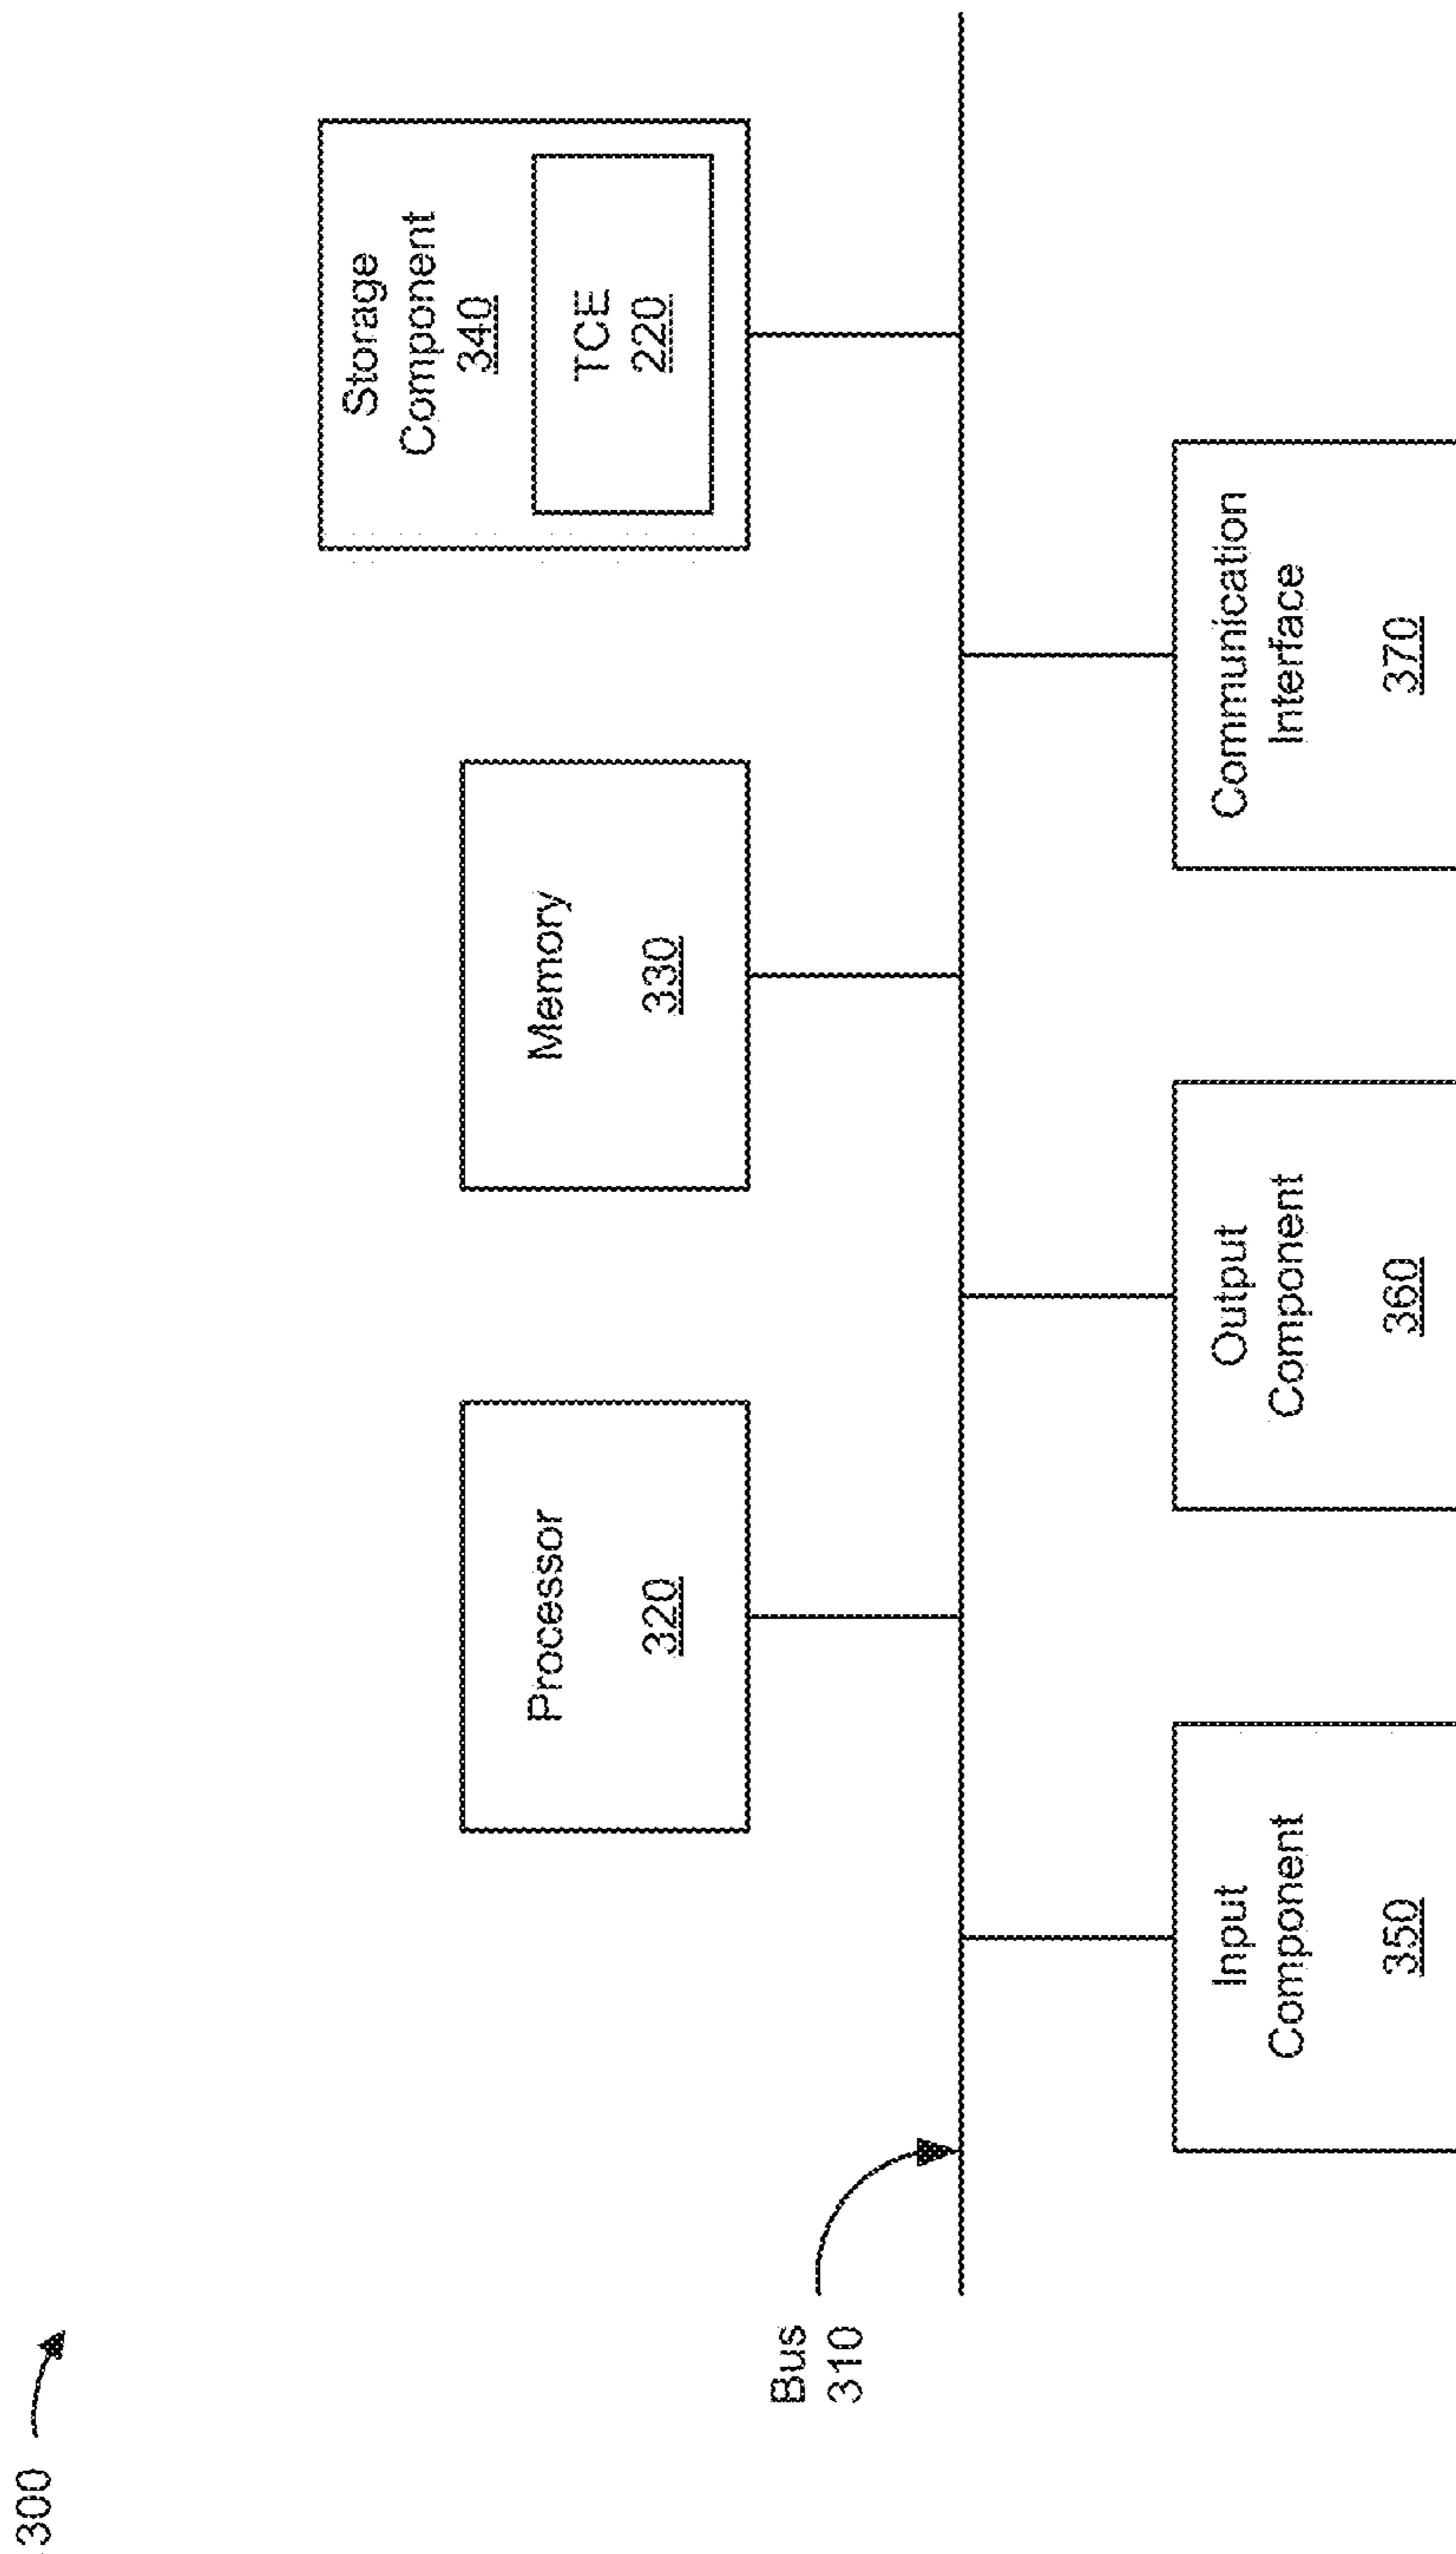 300
Processor
320
Memory
330
Storage
Component
340
TCE
220
Bus
310
Input
Component
350
Output
Component
360
Communication
Interface
370